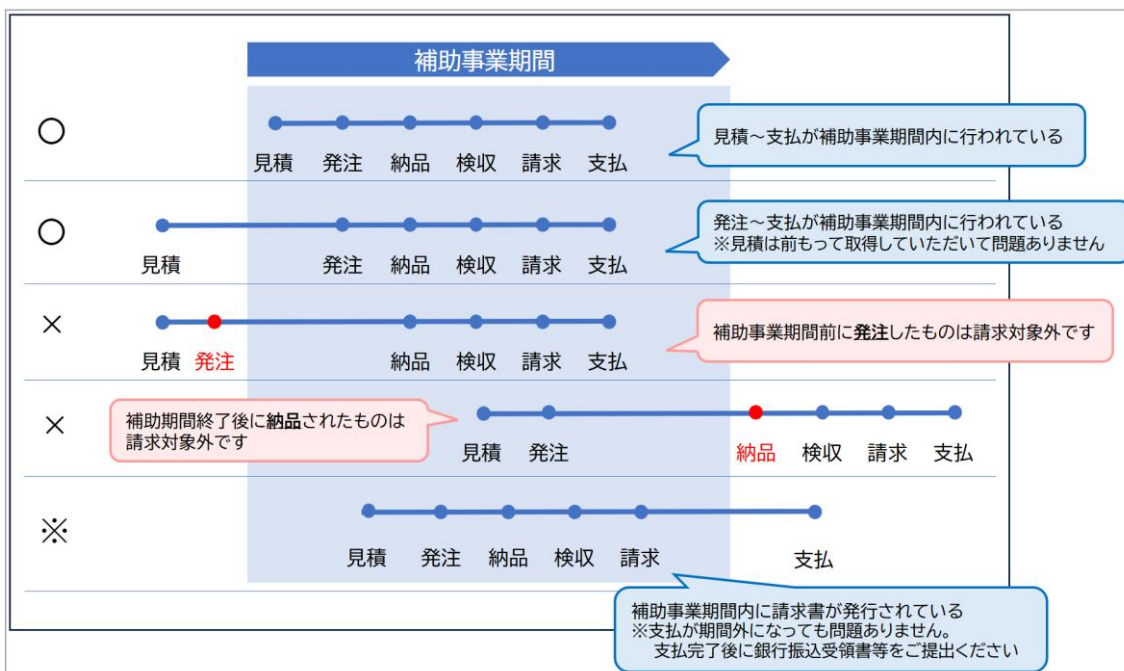 補助事業期間
〇
見積 発注 納品 検収 請求 支払
見積～支払が補助事業期間内に行われている
〇
見積 発注 納品 検収 請求 支払
発注～支払が補助事業期間内に行われている
※見積は前もって取得していただいて問題ありません
×
見積 発注 納品 検収 請求 支払
補助事業期間前に発注したものは請求対象外です
×
補助期間終了後に納品されたものは
請求対象外です
見積 発注 納品 検収 請求 支払
※
見積 発注 納品 検収 請求 支払
補助事業期間内に請求書が発行されている
※支払が期間外になっても問題ありません。
支払完了後に銀行振込受領書等をご提出ください